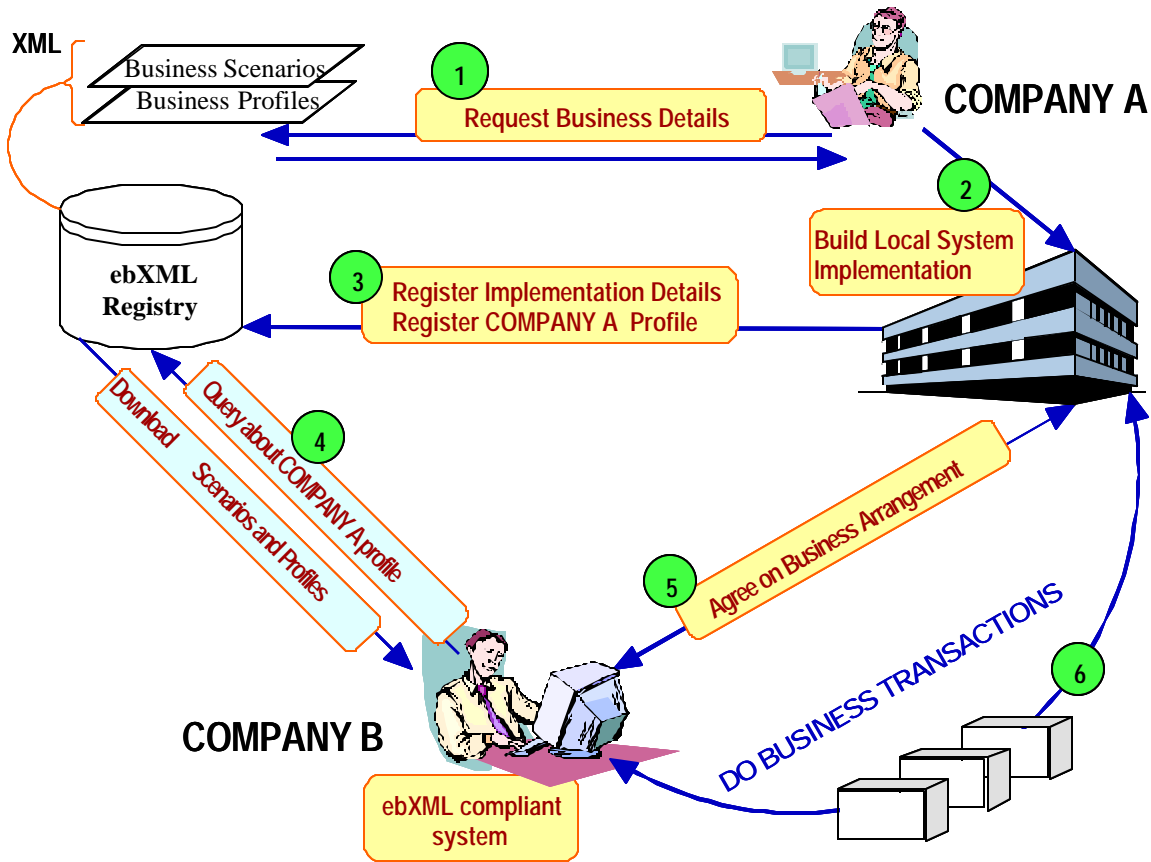 XML
Business Scenarios
Business Profiles
1
Request Business Details
COMPANY A
2
Build Local System
Implementation
ebXML
Registry
3
Register Implementation Details
Register COMPANY A Profile
Download Scenarios and Profiles
Query about COMPANY A profile
4
5
Agree on Business Arrangement
DO BUSINESS TRANSACTIONS
6
COMPANY B
ebXML compliant
system